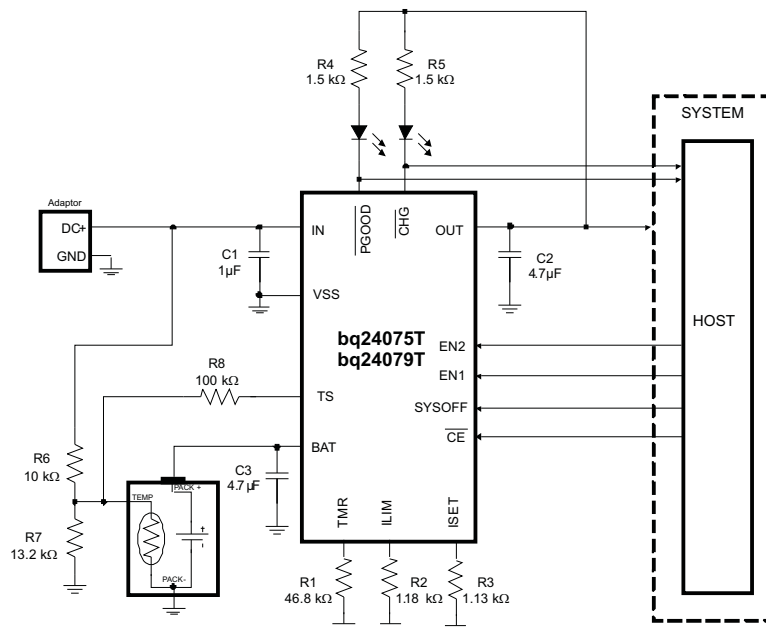 R4
1.5 kΩ
R5
1.5 kΩ
SYSTEM
Adaptor
DC+
GND
IN
PGOOD
CHG
OUT
C1
1µF
C2
4.7µF
VSS
HOST
bq24075T
bq24079T
EN2
EN1
R8
100 kΩ
TS
SYSOFF
CE
BAT
R6
10 kΩ
C3
4.7µF
PACK +
TEMP
+
-
PACK-
R7
13.2 kΩ
TMR
ILIM
ISET
R1
46.8 kΩ
R2
1.18 kΩ
R3
1.13 kΩ